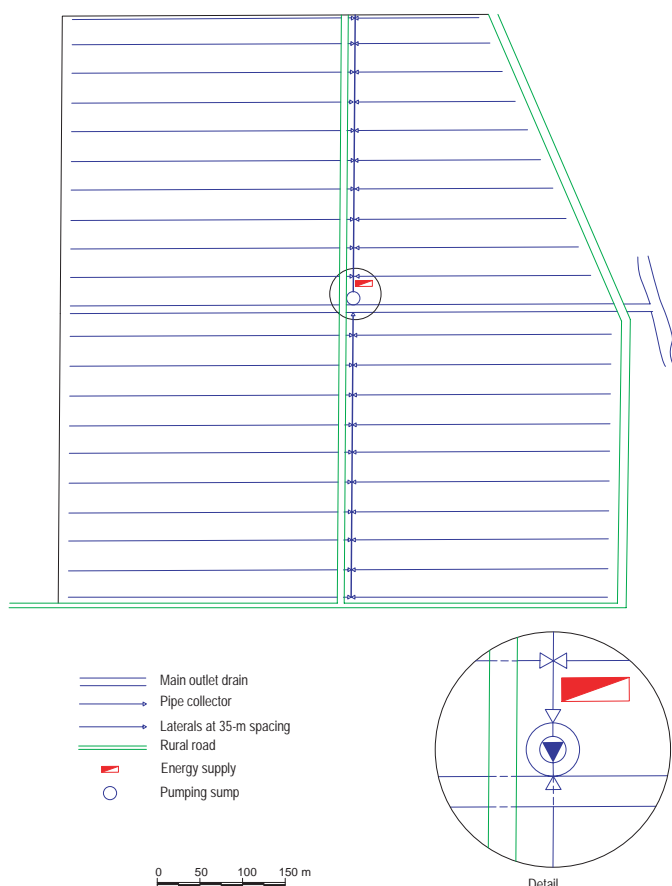 Main outlet drain
Pipe collector
Laterals at 35-m spacing
Rural road
Energy supply
Pumping sump
0 50 100 150 m
Detail